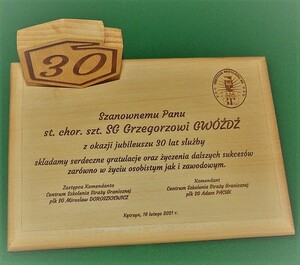 30
Szanownemu Panu
st. chor. szt. SG Grzegorzowi GWÓŹDŹ
z okazji jubileuszu 30 lat służby
składamy serdeczne gratulacje oraz życzenia dalszych sukcesów
zarówno w życiu osobistym jak i zawodowym.
Zastępca Komendanta
Centrum Szkolenia Straży Granicznej
płk SG Mirosław DOROSZKIEWICZ
Komendant
Centrum Szkolenia Straży Granicznej
płk SG Adam
Kętrzyn, 16 lutego 2021 r.